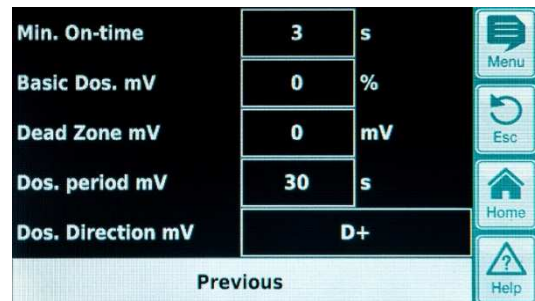 Min. On-time 3 s
Menu
Basic Dos. mV 0 %
Dead Zone mV 0 mV
Esc
Dos. period mV 30 s
Home
Dos. Direction mV D+
Previous
? Help